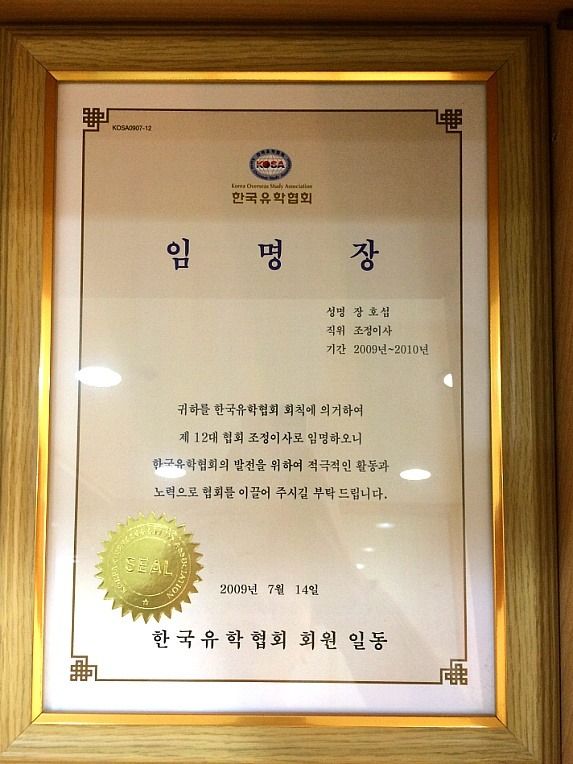 KOSA0907-12
KOSA
Korea Overseas Study Association
한국유학협회
임 명 장
성명 장 호 섭
직위 조정이사
기간 2009년~2010년
귀하를 한국유학협회 회칙에 의거하여
제 12대 협회 조정이사로 임명하오니
한국유학협회의 발전을 위하여 적극적인 활동과
노력으로 협회를 이끌어 주시길 부탁 드립니다.
SEAL
2009년 7월 14일
한국유학협회 회원 일동